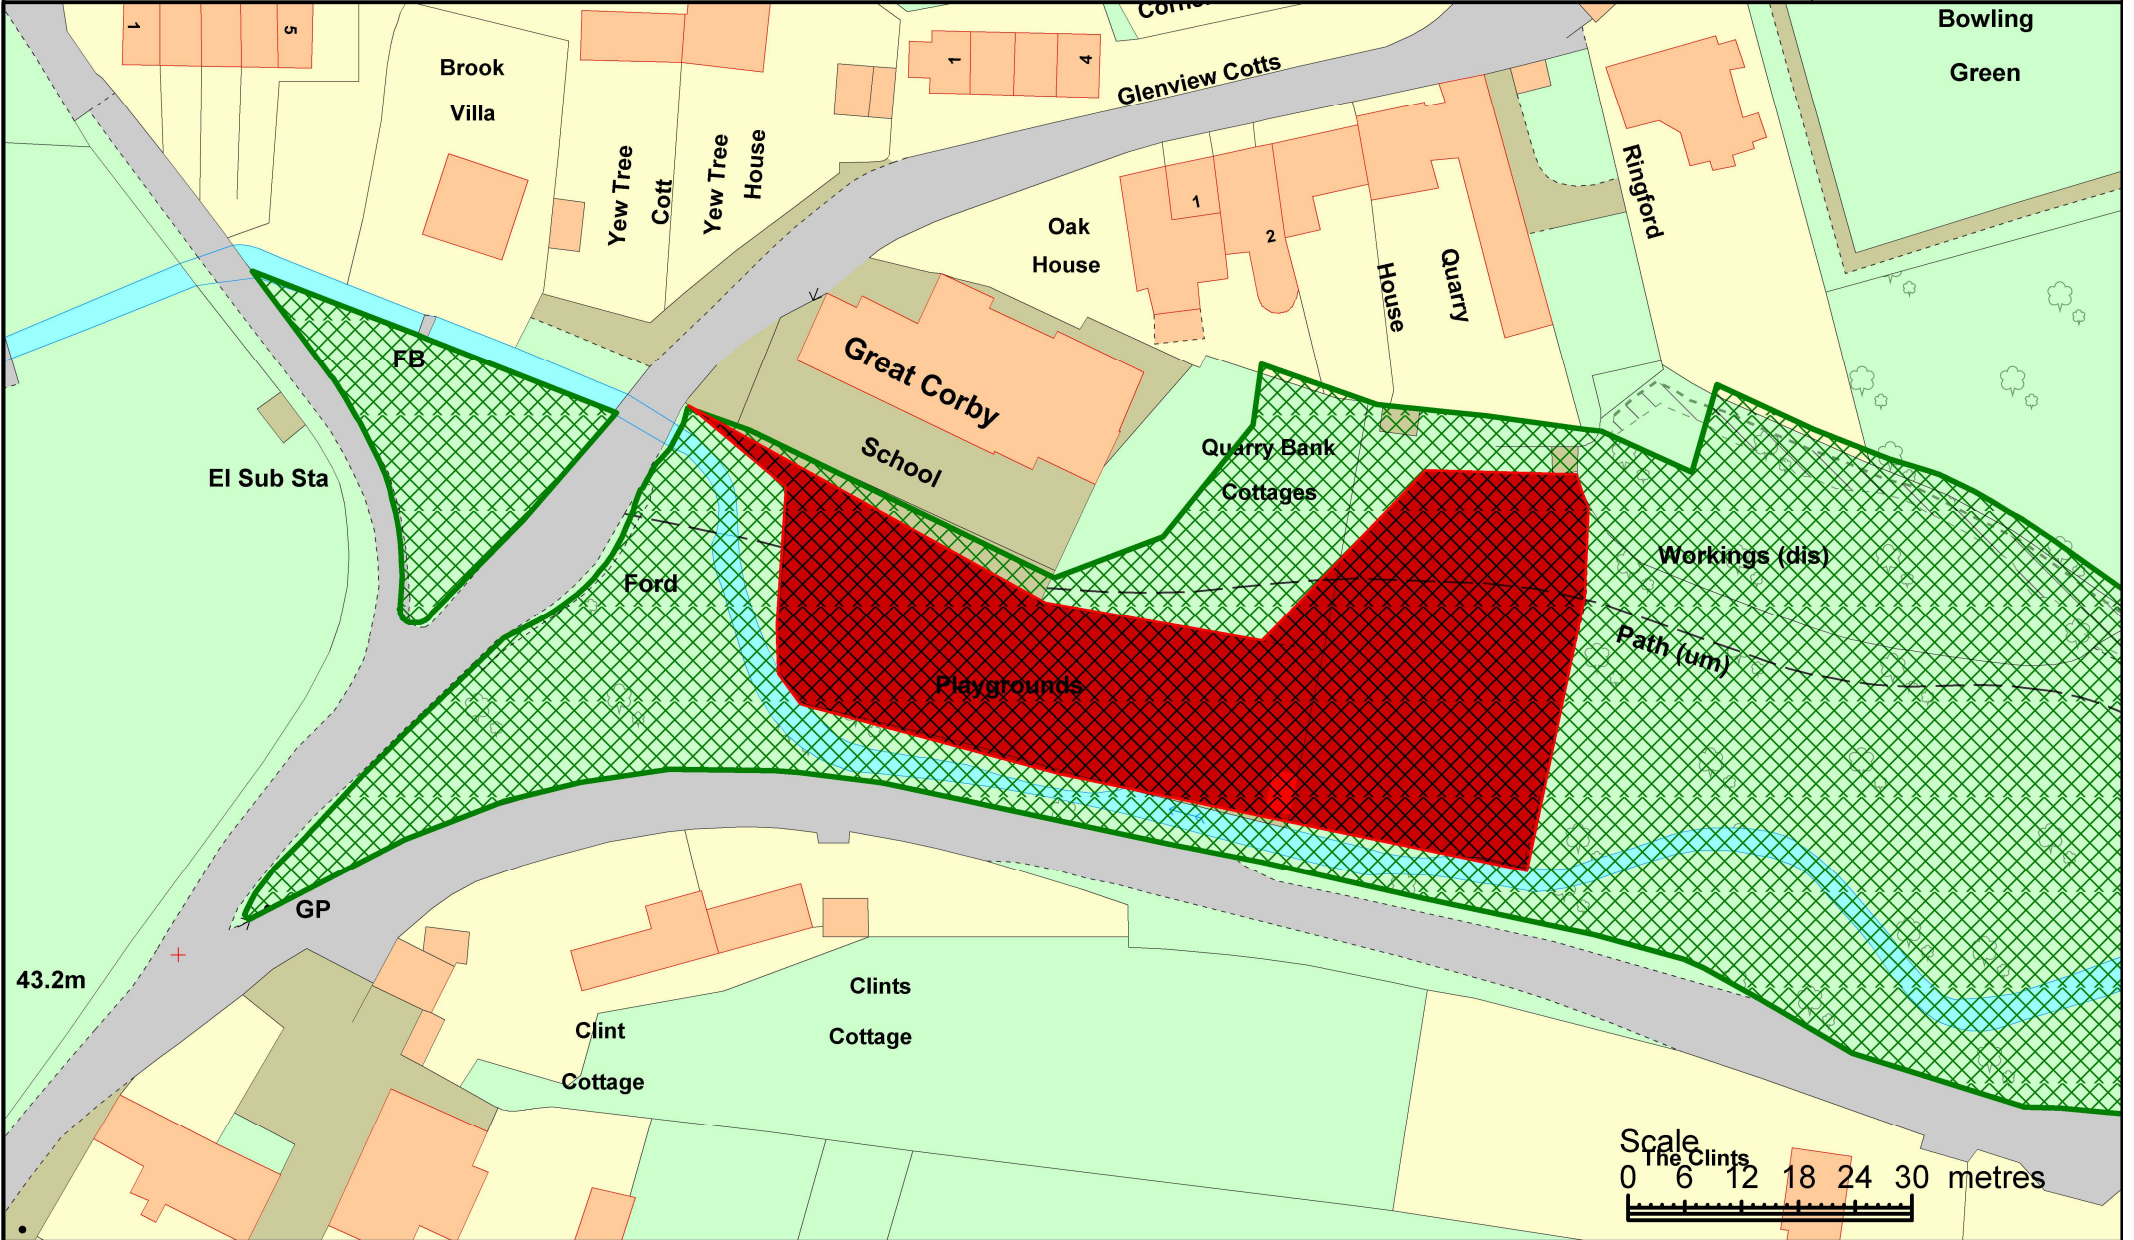 1
5
Brook
Villa
Yew Tree
Cott
Yew Tree
House
1
4
Glenview Cotts
Bowling
Green
Ringford
Oak
House
1
2
House
Quarry
Great Corby
School
FB
El Sub Sta
Quarry Bank
Cottages
Ford
Workings (dis)
Path (um)
Playgrounds
GP
43.2m
Clints
Cottage
Clint
Cottage
Scale
The Clints
0 6 12 18 24 30 metres